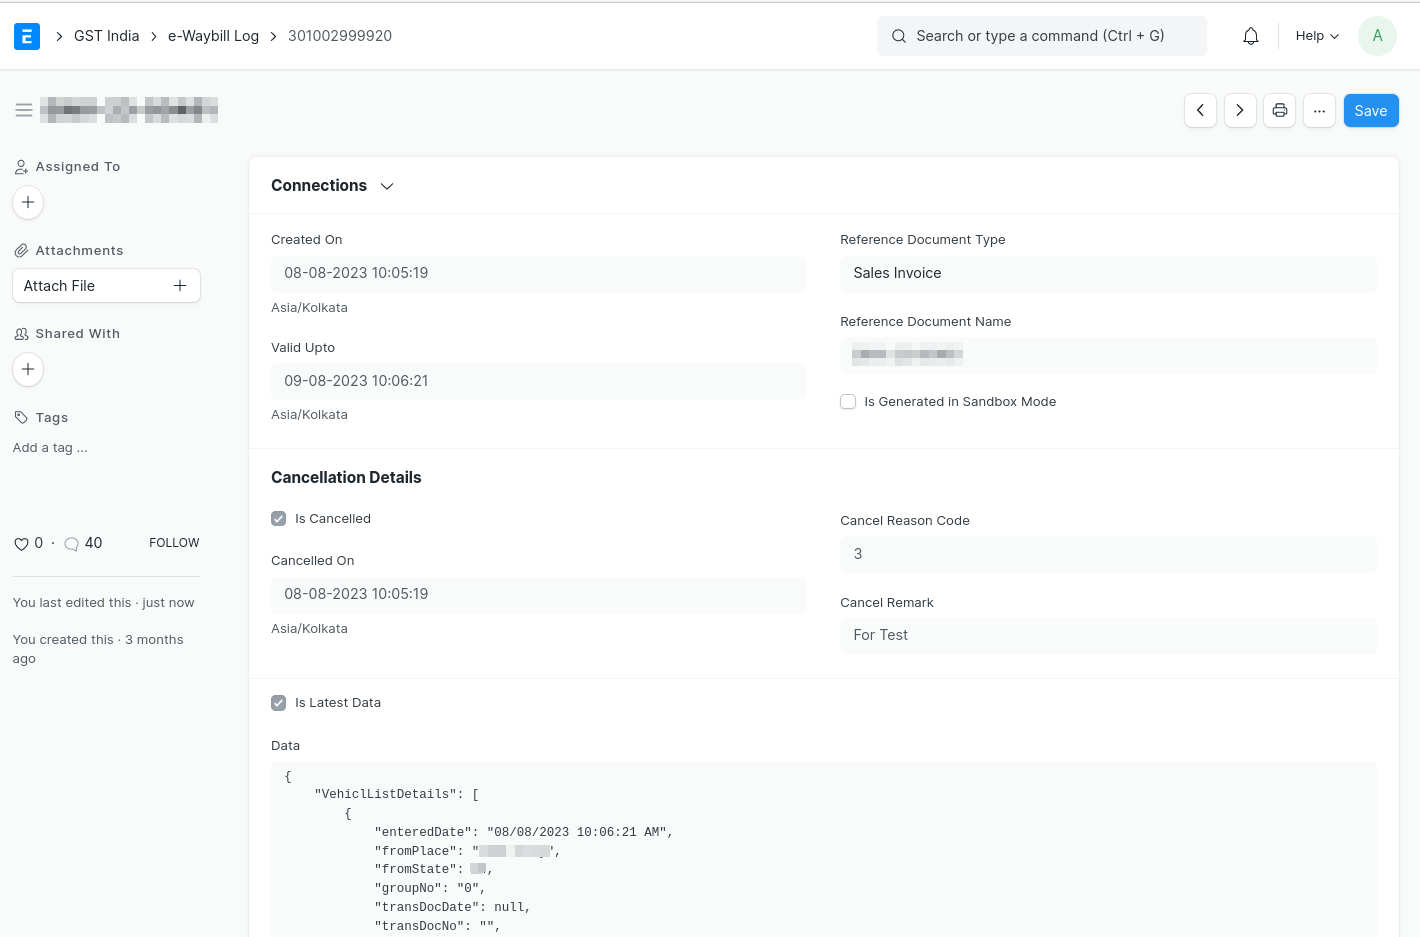 GST India
e-Waybill Log
301002999920
Search or type a command (Ctrl + G)
Help
A
Save
Assigned To
Attachments
Attach File
Shared With
Tags
Add a tag ...
0 · 40 FOLLOW
You last edited this · just now
You created this · 3 months
ago
Connections
Created On
08-08-2023 10:05:19
Asia/Kolkata
Valid Upto
09-08-2023 10:06:21
Asia/Kolkata
Reference Document Type
Sales Invoice
Reference Document Name
Is Generated in Sandbox Mode
Cancellation Details
Is Cancelled
Cancelled On
08-08-2023 10:05:19
Asia/Kolkata
Cancel Reason Code
3
Cancel Remark
For Test
Is Latest Data
Data
{
    "VehiclListDetails": [
        {
            "enteredDate": "08/08/2023 10:06:21 AM",
            "fromPlace": "",
            "fromState": ,
            "groupNo": "0",
            "transDocDate": null,
            "transDocNo": "",